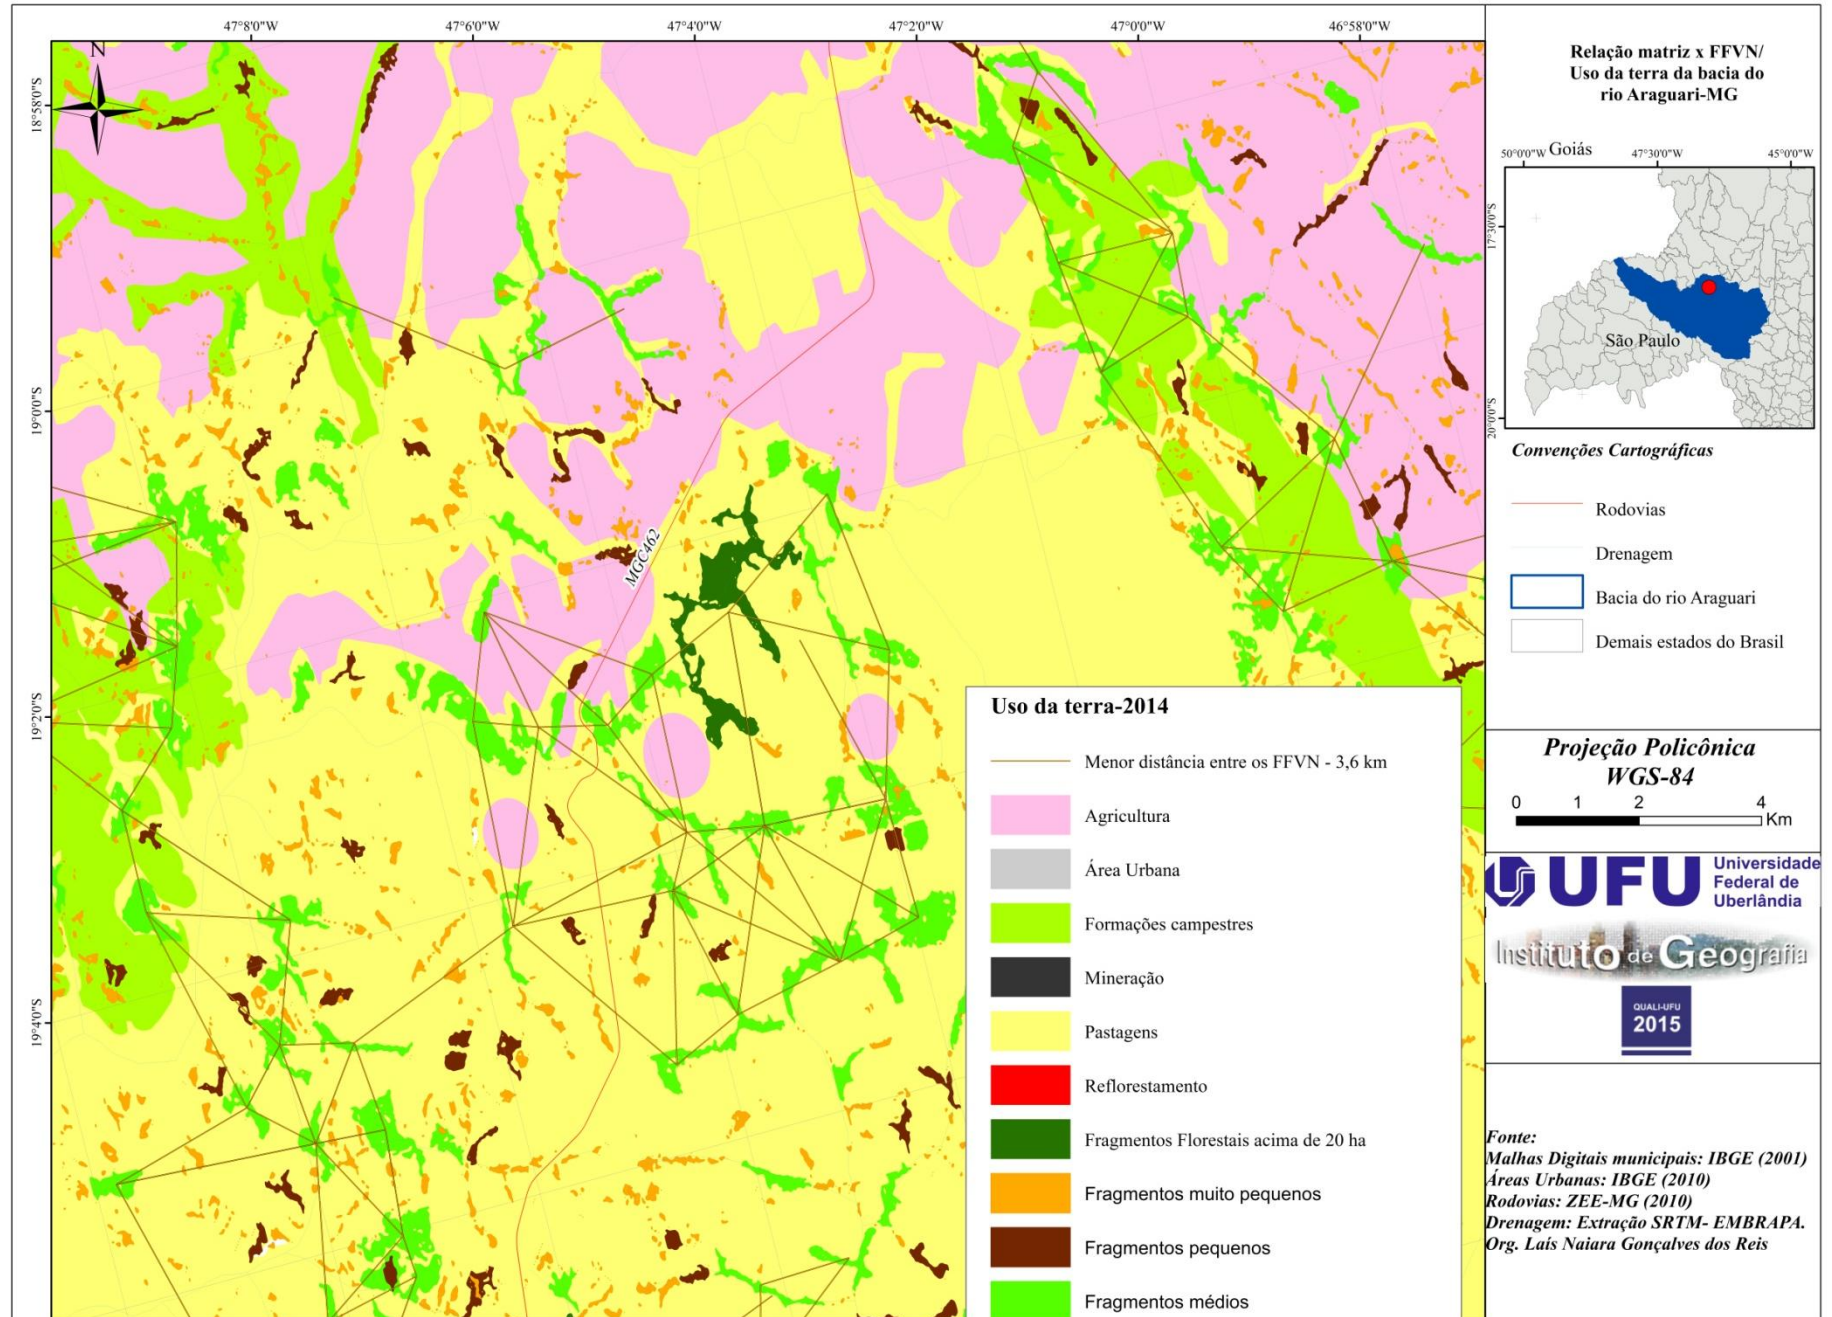 47°8'0"W 47°6'0"W 47°4'0"W 47°2'0"W 47°0'0"W 46°58'0"W
N
18°58'0"S
19°0'0"S
19°2'0"S
19°4'0"S
MGC462
Uso da terra-2014
Menor distância entre os FFVN - 3,6 km
Agricultura
Área Urbana
Formações campestres
Mineração
Pastagens
Reflorestamento
Fragmentos Florestais acima de 20 ha
Fragmentos muito pequenos
Fragmentos pequenos
Fragmentos médios
Relação matriz x FFVN/
Uso da terra da bacia do
rio Araguari-MG
50°0'0"W Goiás 47°30'0"W 45°0'0"W
17°30'0"S
20°0'0"S
São Paulo
Convenções Cartográficas
Rodovias
Drenagem
Bacia do rio Araguari
Demais estados do Brasil
Projeção Policônica
WGS-84
0 1 2 4
Km
UFU
Universidade
Federal de
Uberlândia
Instituto de Geografia
QUALI-UFU
2015
Fonte:
Malhas Digitais municipais: IBGE (2001)
Áreas Urbanas: IBGE (2010)
Rodovias: ZEE-MG (2010)
Drenagem: Extração SRTM- EMBRAPA.
Org. Laís Naiara Gonçalves dos Reis